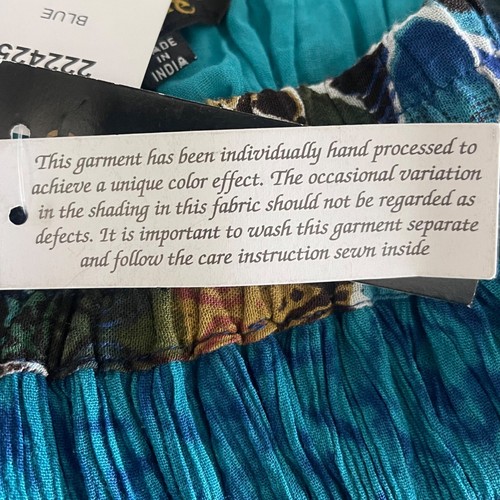 BLUE
222425
MADE
IN
INDIA
This garment has been individually hand processed to
achieve a unique color effect. The occasional variation
in the shading in this fabric should not be regarded as
defects. It is important to wash this garment separate
and follow the care instruction sewn inside